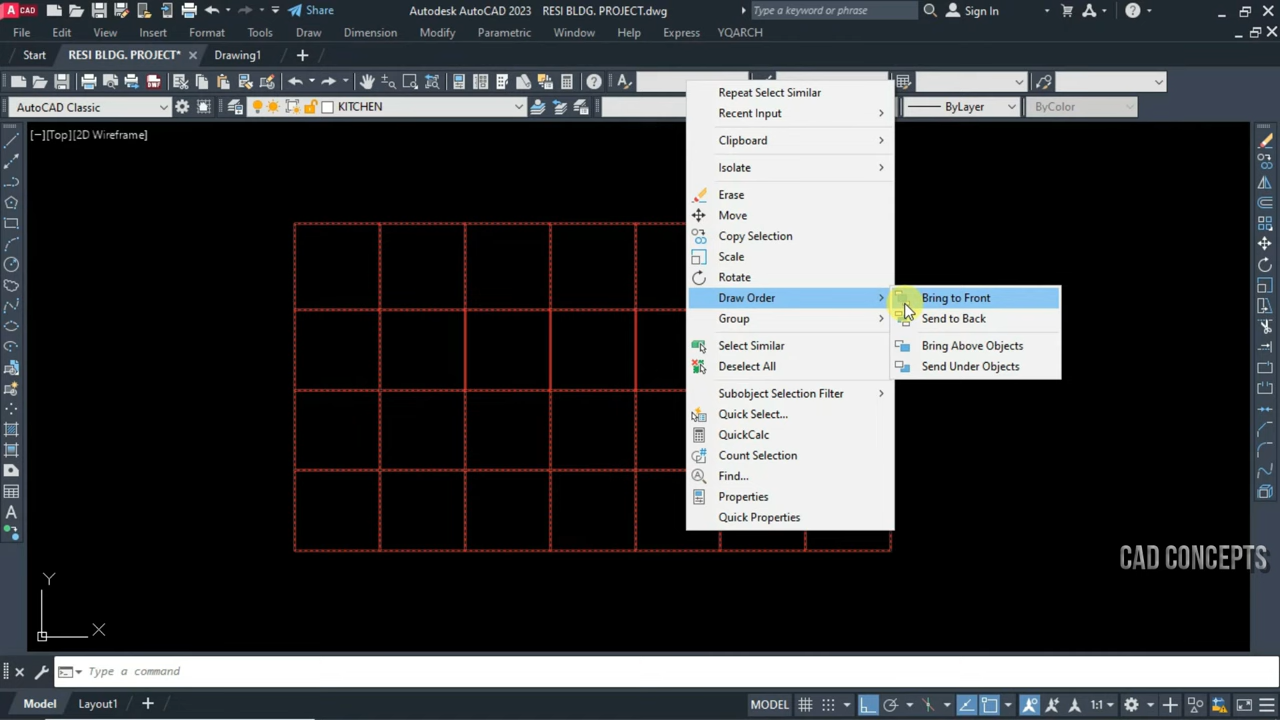 CAD
Share
Autodesk AutoCAD 2023 RESI BLDG. PROJECT.dwg
Type a keyword or phrase
Sign In
File Edit View Insert Format Tools Draw Dimension Modify Parametric Window Help Express YQARCH
Start RESI BLDG. PROJECT* Drawing1
AutoCAD Classic
KITCHEN
ByLayer
ByColor
[−][Top][2D Wireframe]
Repeat Select Similar
Recent Input
Clipboard
Isolate
Erase
Move
Copy Selection
Scale
Rotate
Draw Order
Group
Select Similar
Deselect All
Subobject Selection Filter
Quick Select...
QuickCalc
Count Selection
Find...
Properties
Quick Properties
Bring to Front
Send to Back
Bring Above Objects
Send Under Objects
CAD CONCEPTS
Y
X
Type a command
Model Layout1
MODEL
1:1